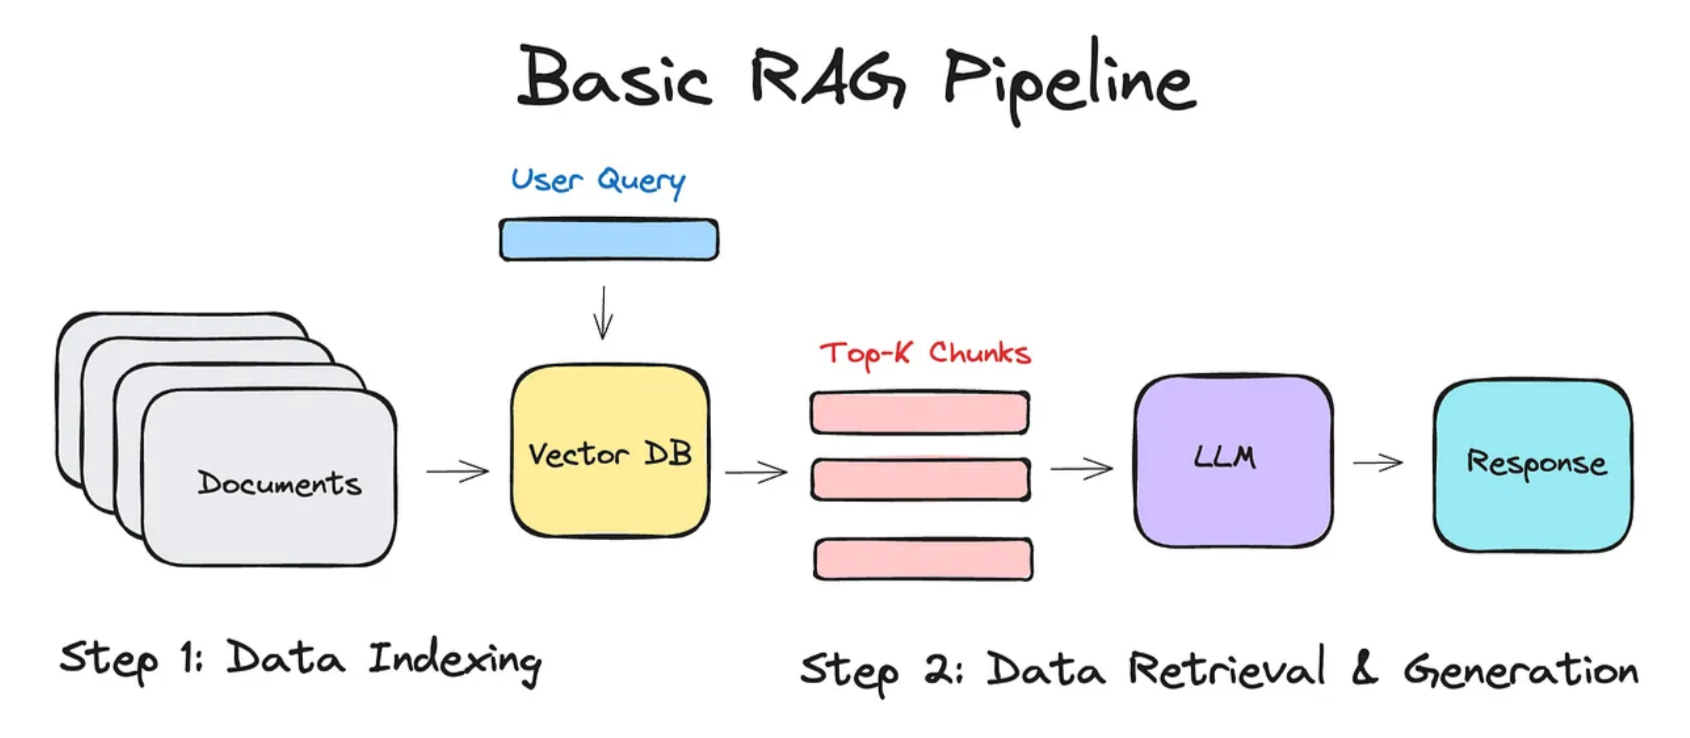 Basic RAG Pipeline
User Query
Top-K Chunks
Documents
Vector DB
LLM
Response
Step 1: Data Indexing
Step 2: Data Retrieval & Generation